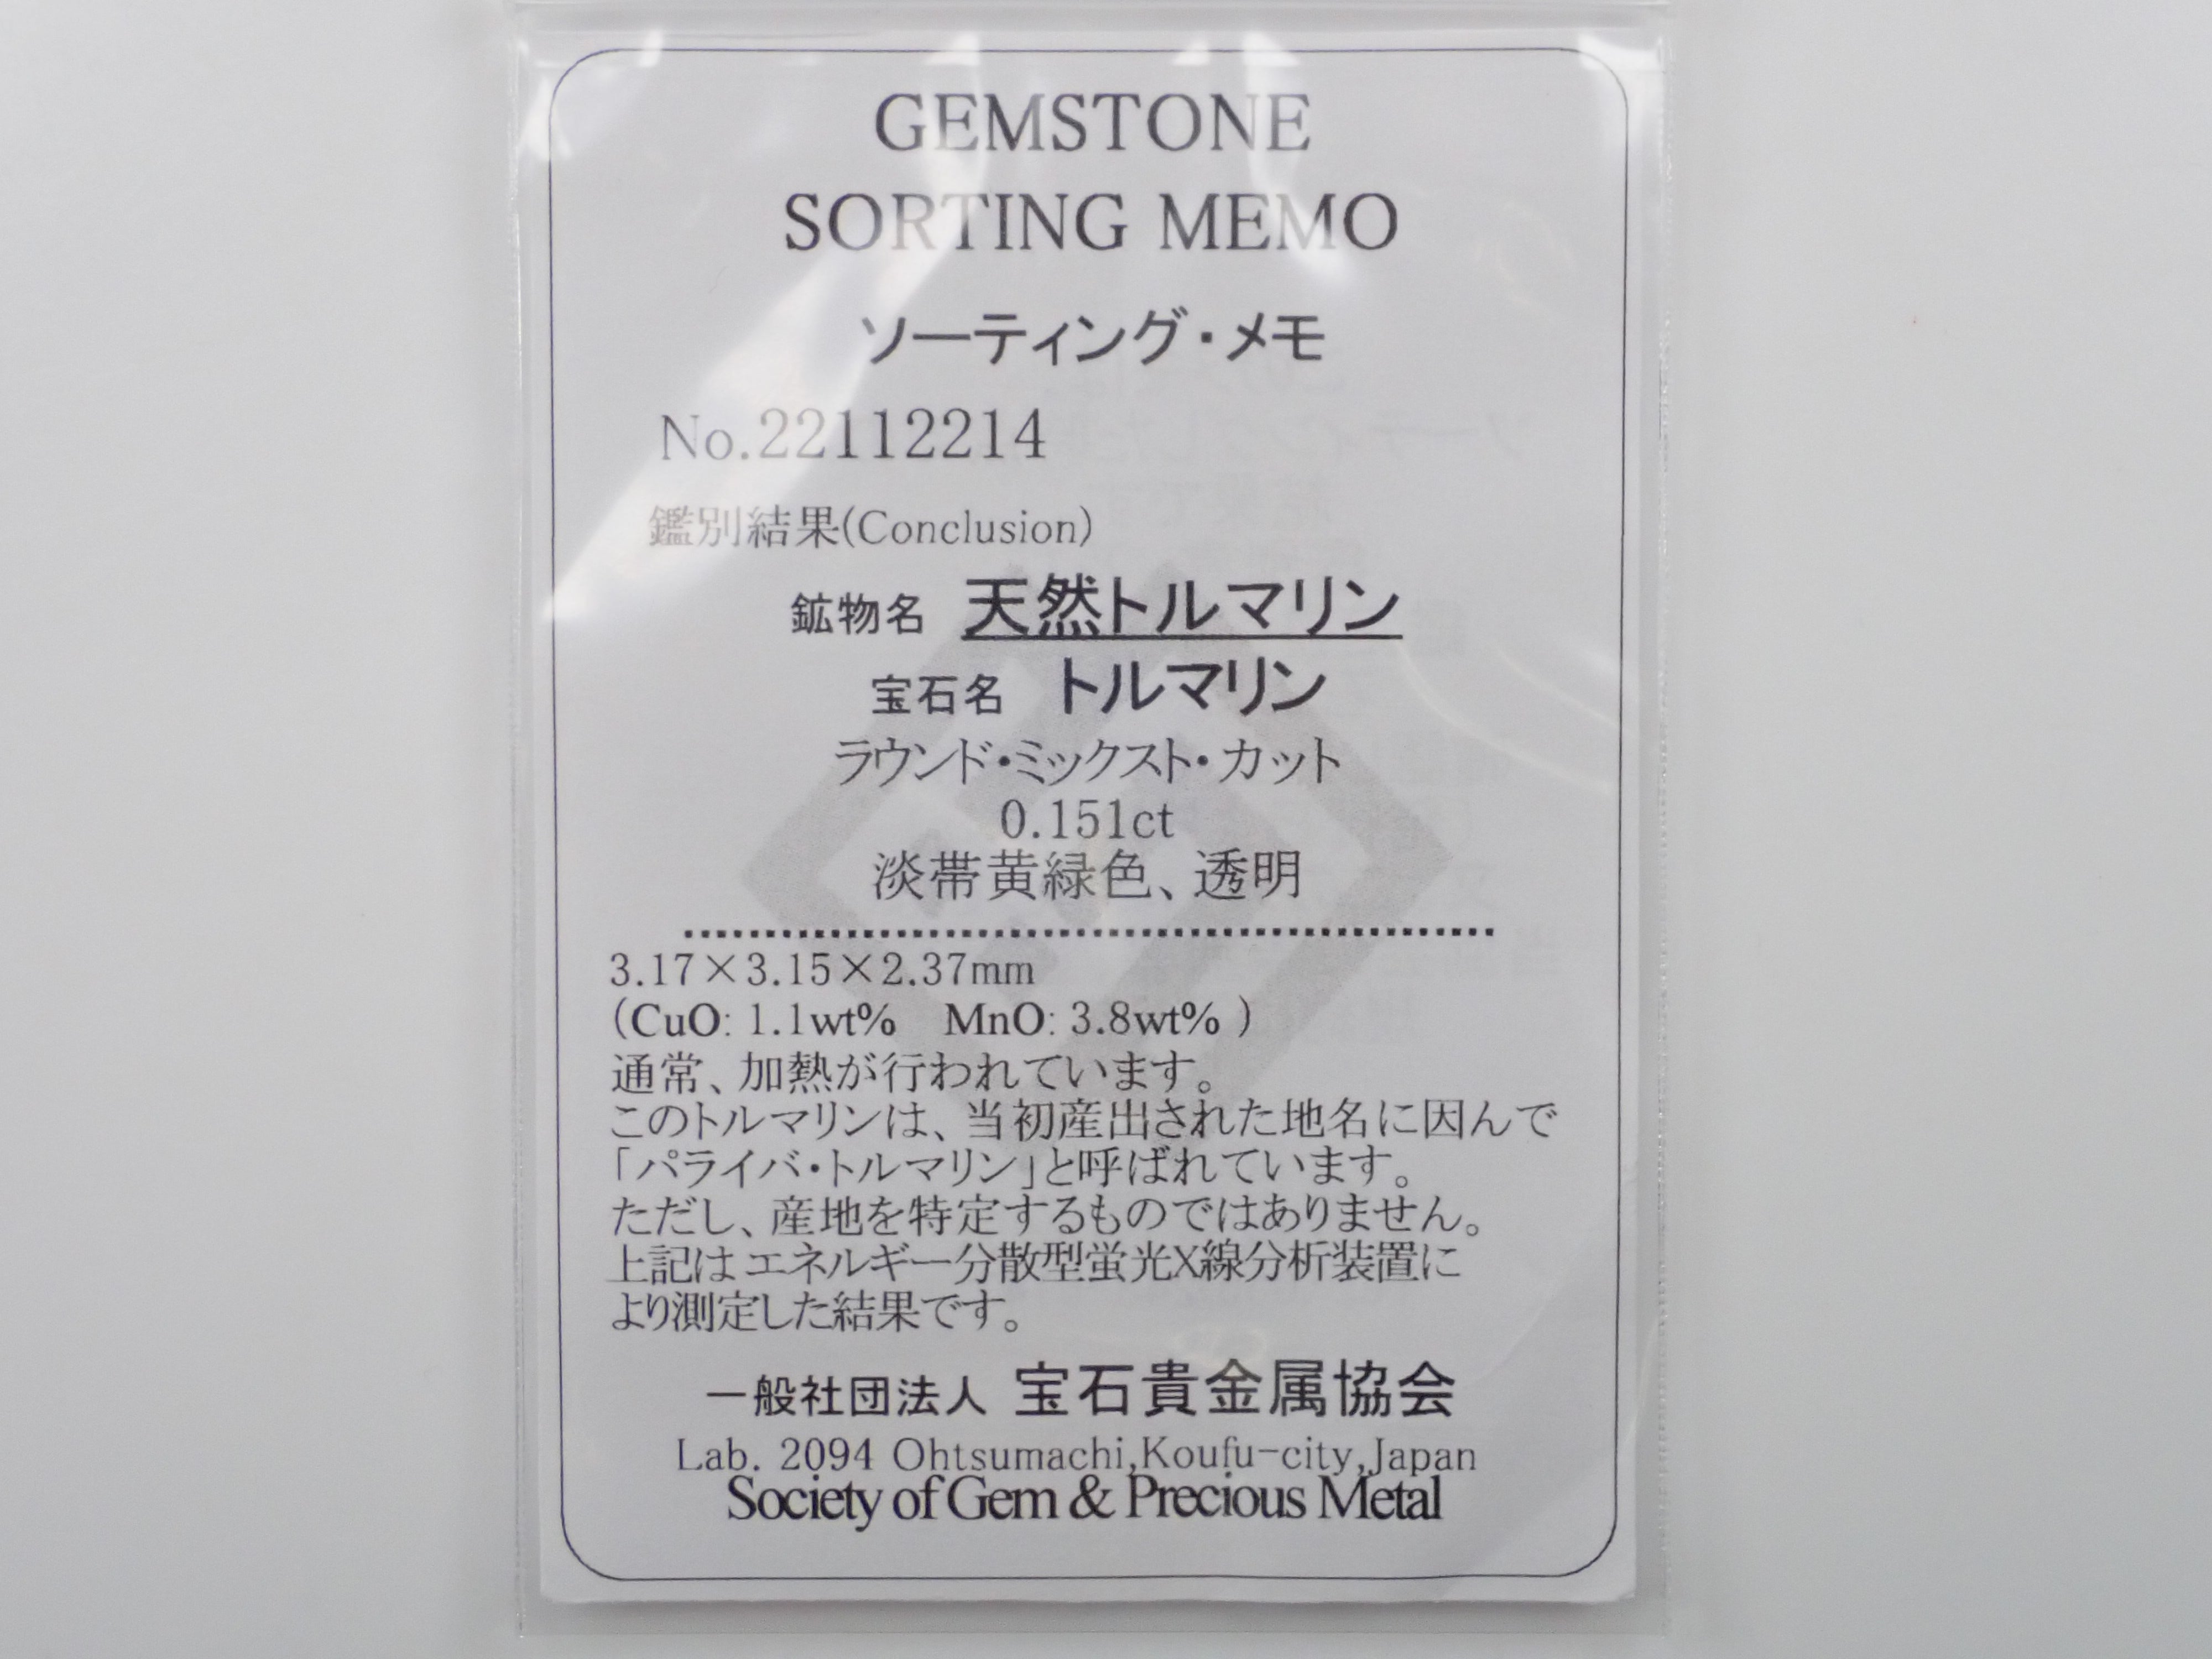 GEMSTONE
SORTING MEMO
ソーティング・メモ
No.22112214
鑑別結果(Conclusion)
鉱物名 天然トルマリン
宝石名 トルマリン
ラウンド・ミックスト・カット
0.151ct
淡帯黄緑色、透明
3.17×3.15×2.37mm
(CuO: 1.1wt% MnO: 3.8wt% )
通常、加熱が行われています。
このトルマリンは、当初産出された地名に因んで
「パライバ・トルマリン」と呼ばれています。
ただし、産地を特定するものではありません。
上記はエネルギー分散型蛍光X線分析装置に
より測定した結果です。
一般社団法人 宝石貴金属協会
Lab. 2094 Ohtsumachi,Koufu-city,Japan
Society of Gem & Precious Metal